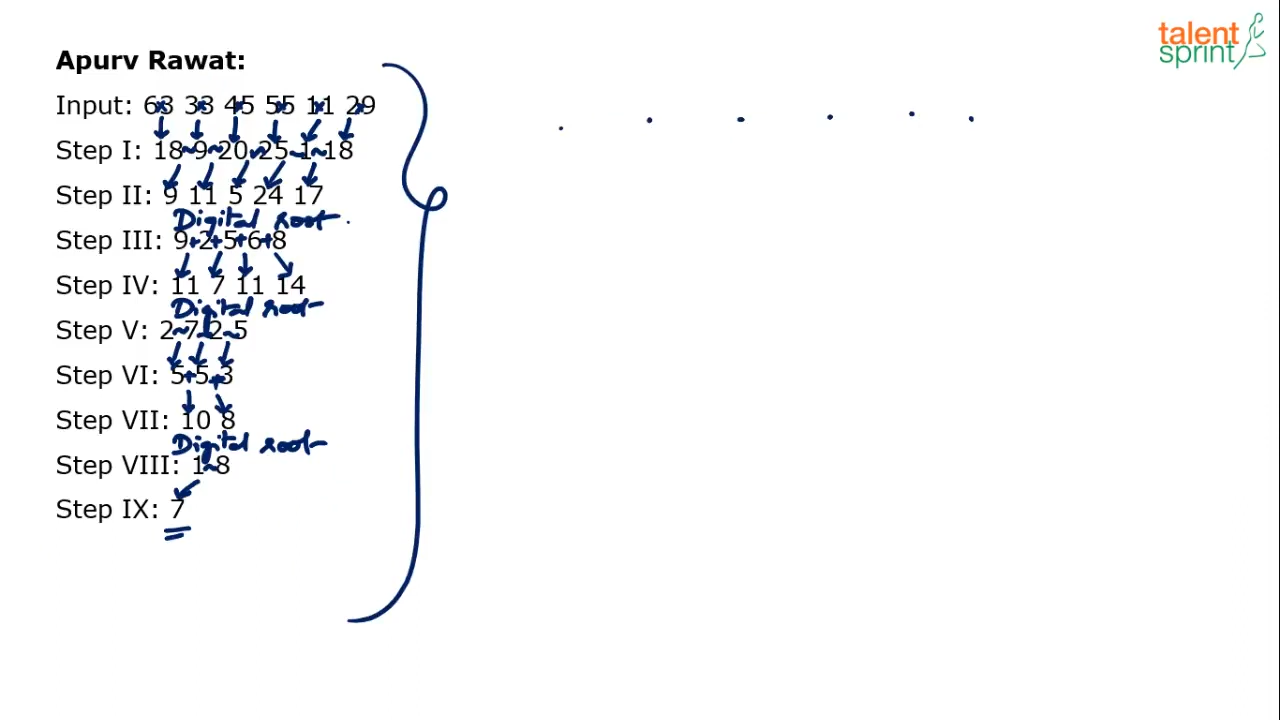 talent
sprint
Apurv Rawat:
Input: 63 33 45 55 11 29
Step I: 18~9~20~25~1~18
Step II: 9 11 5 24 17
Digital root
Step III: 9+2+5+6+8
Step IV: 11 7 11 14
Digital root
Step V: 2~7~2~5
Step VI: 5+5+3
Step VII: 10 8
Digital root
Step VIII: 1~8
Step IX: 7